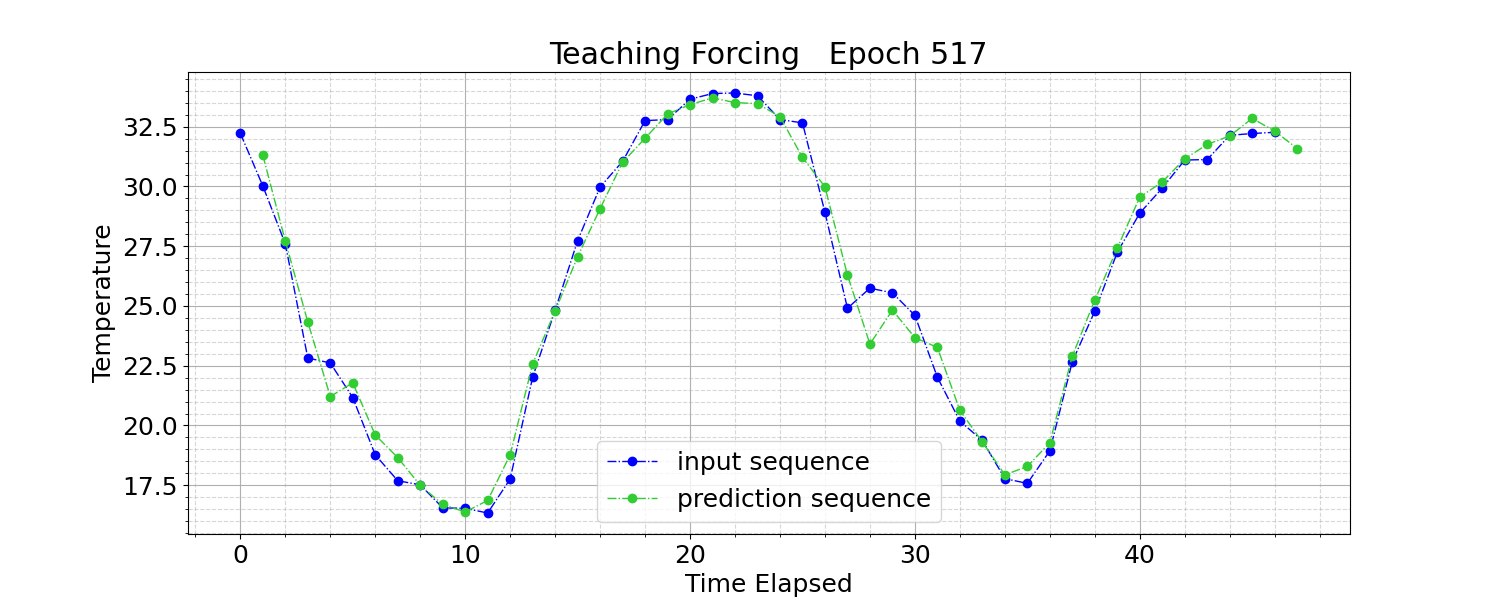 Teaching Forcing   Epoch 517
32.5
30.0
27.5
25.0
22.5
20.0
17.5
Temperature
input sequence
prediction sequence
0 10 20 30 40
Time Elapsed